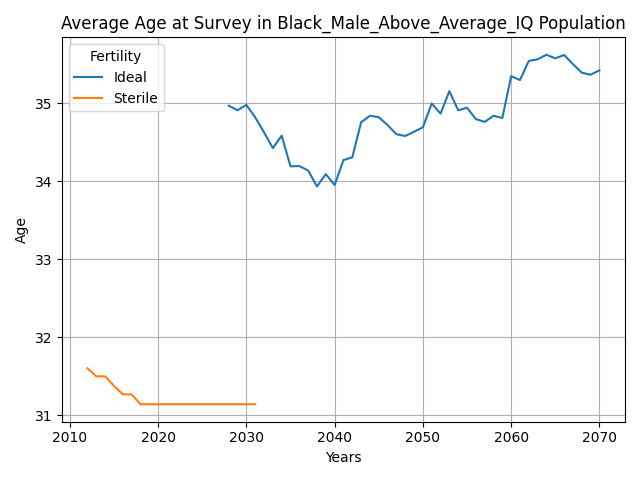 Average Age at Survey in Black_Male_Above_Average_IQ Population
Fertility
Ideal
Sterile
Age
35
34
33
32
31
2010 2020 2030 2040 2050 2060 2070
Years